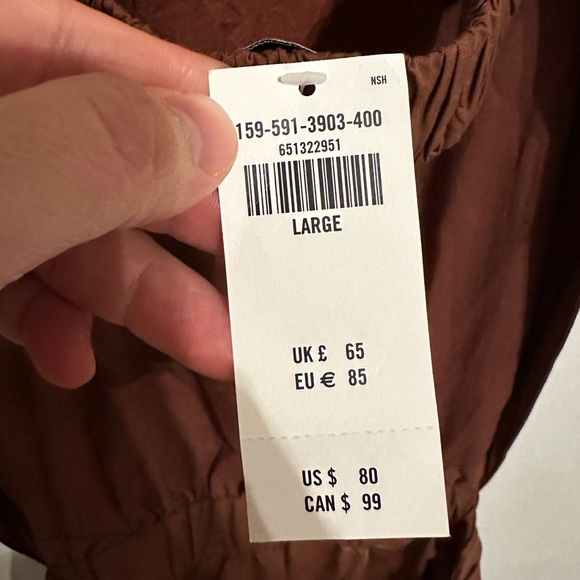 NSH
159-591-3903-400
651322951
LARGE
UK £ 65
EU € 85
US $ 80
CAN $ 99